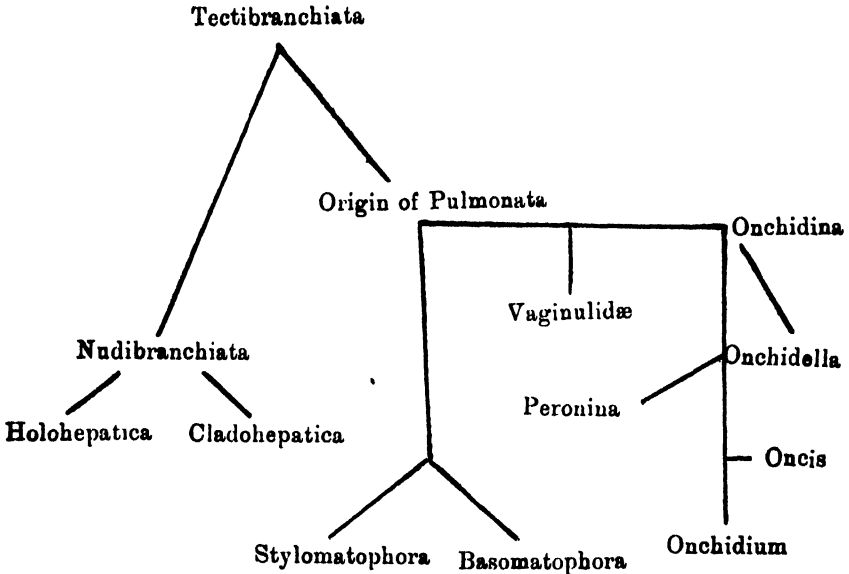 Tectibranchiata
Origin of Pulmonata
Onchidina
Vaginulidæ
Nudibranchiata
Onchidella
Peronina
Holohepatica
Cladohepatica
Oncis
Stylomatophora
Basomatophora
Onchidium